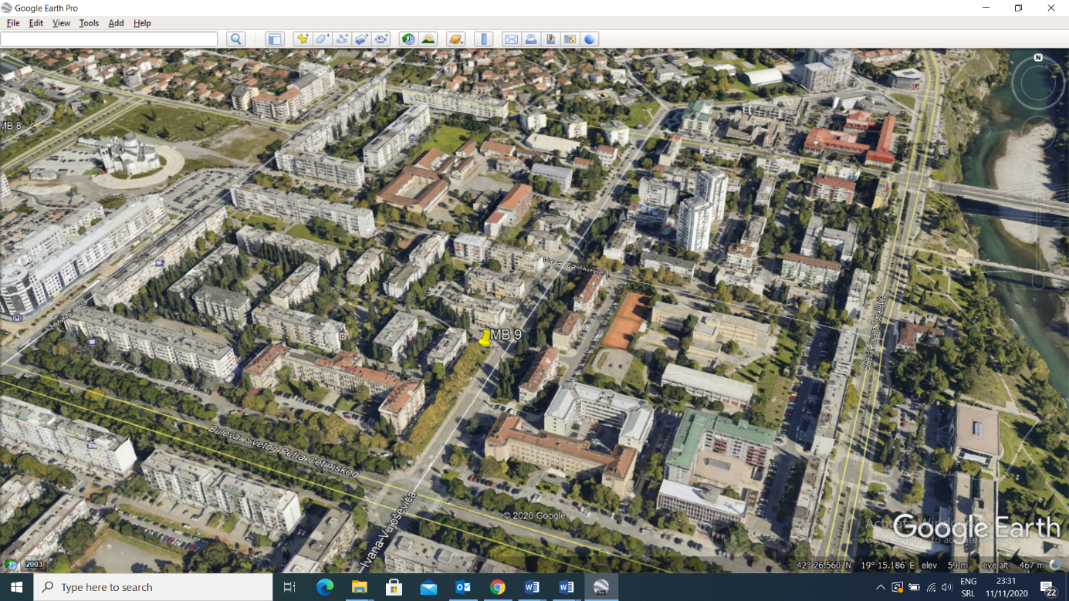 Google Earth Pro
File Edit View Tools Add Help
N
MB 8
MB 9
Bulevar Svetog Petra Cetinjskog
Ivana Vujoševića
© 2020 Google
Google Earth
2003
42° 26.560' N 19° 15.186' E elev 59 m eye alt 467 m
Type here to search
ENG
SRL
23:31
11/11/2020
22